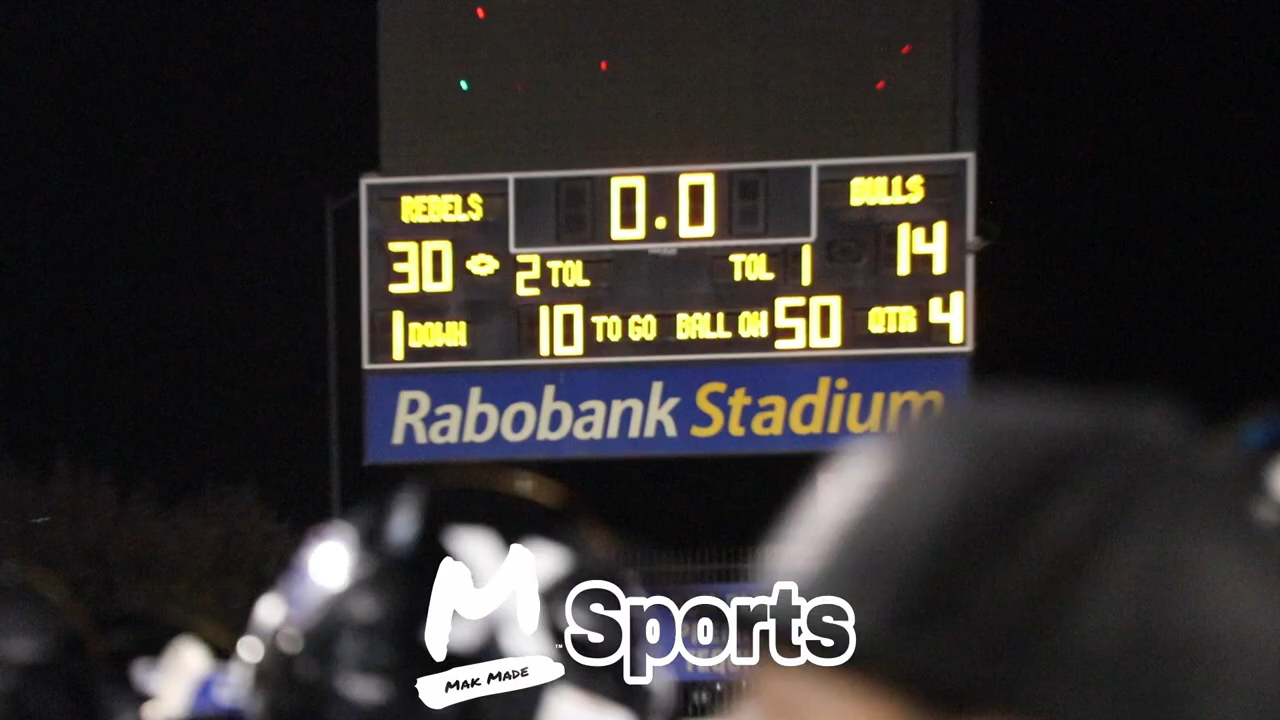 REBELS 0.0 BULLS
30 2 TOL TOL 1 14
1 DOWN 10 TO GO BALL ON 50 QTR 4
Rabobank Stadium
M Sports
MAK MADE